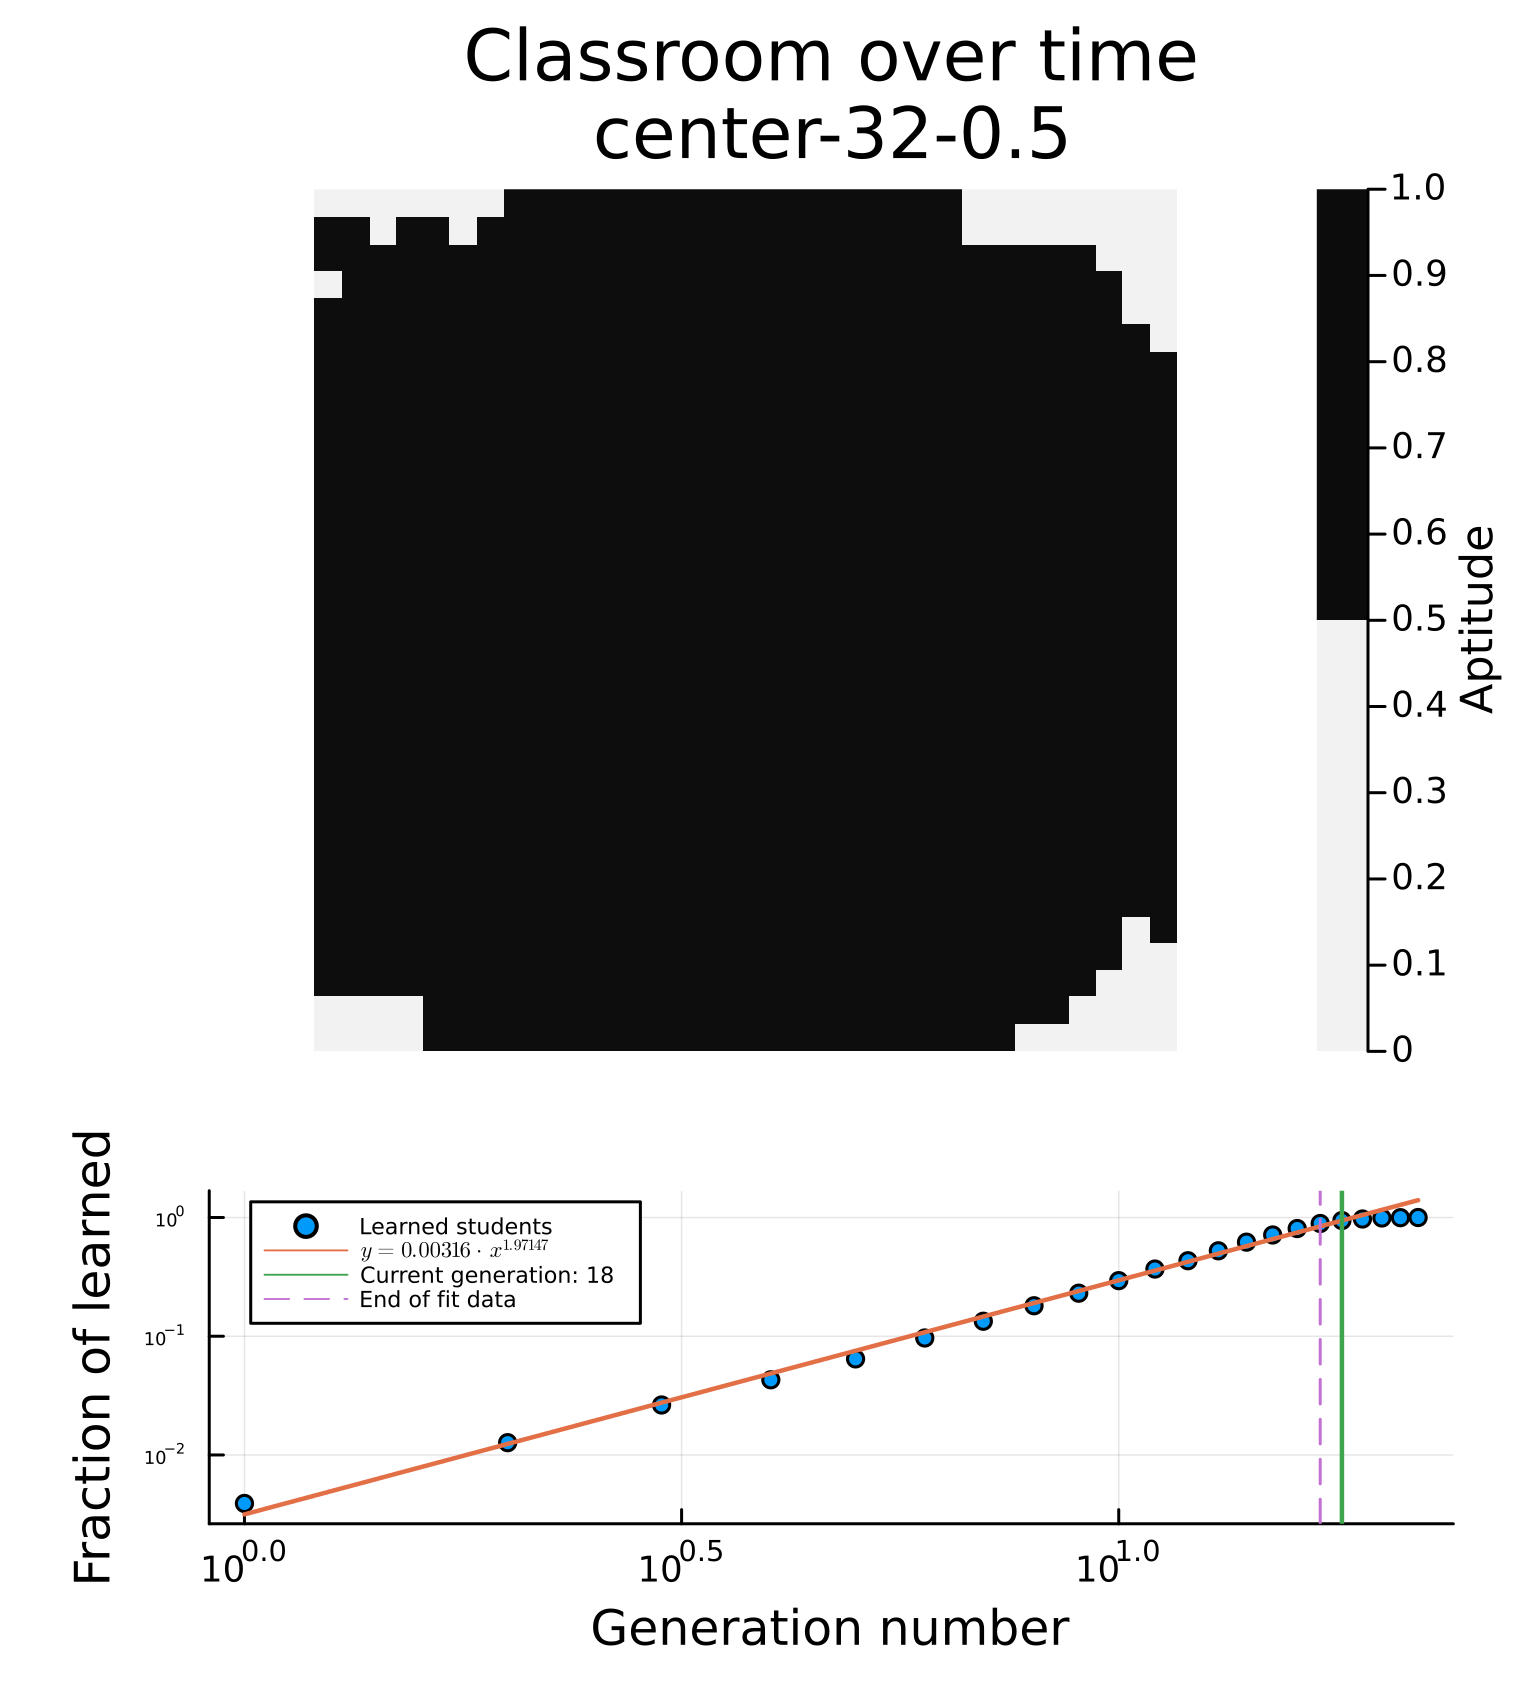 Classroom over time
center-32-0.5
1.0
0.9
0.8
0.7
0.6
0.5
0.4
0.3
0.2
0.1
0
Aptitude
Fraction of learned
10⁰
10⁻¹
10⁻²
Learned students
y = 0.00316 · x^1.97147
Current generation: 18
End of fit data
10^0.0
10^0.5
10^1.0
Generation number